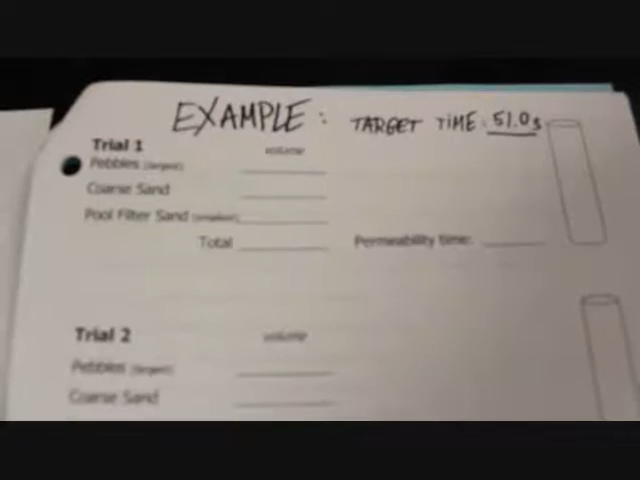 EXAMPLE: TARGET TIME: 51.0s
Trial 1 volume
Pebbles (largest)
Coarse Sand
Pool Filter Sand (smallest)
Total Permeability time:
Trial 2 volume
Pebbles (largest)
Coarse Sand